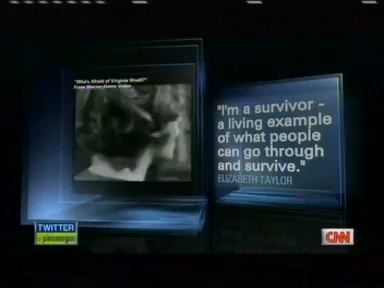 "Who's Afraid of Virginia Woolf?"
From Warner Home Video
"I'm a survivor -
a living example
of what people
can go through
and survive."
ELIZABETH TAYLOR
TWITTER
CNN